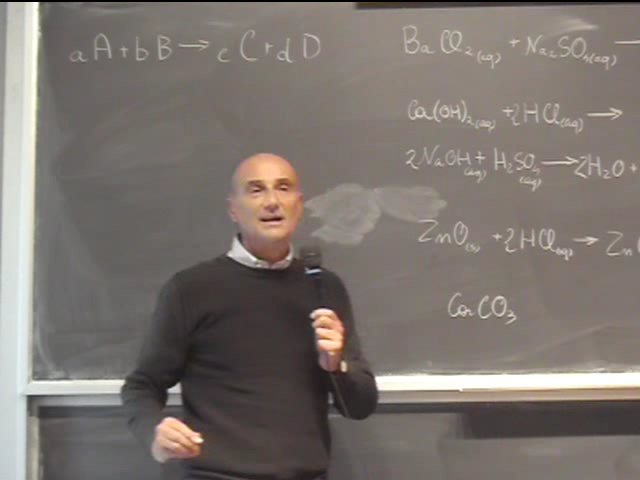 aA+bB→cC+dD
BaCl₂(aq) + Na₂SO₄(aq) —
Ca(OH)₂(aq) + 2HCl(aq) →
2NaOH(aq) + H₂SO₄(aq) → 2H₂O +
ZnO(s) + 2HCl(aq) → Zn
CaCO₃